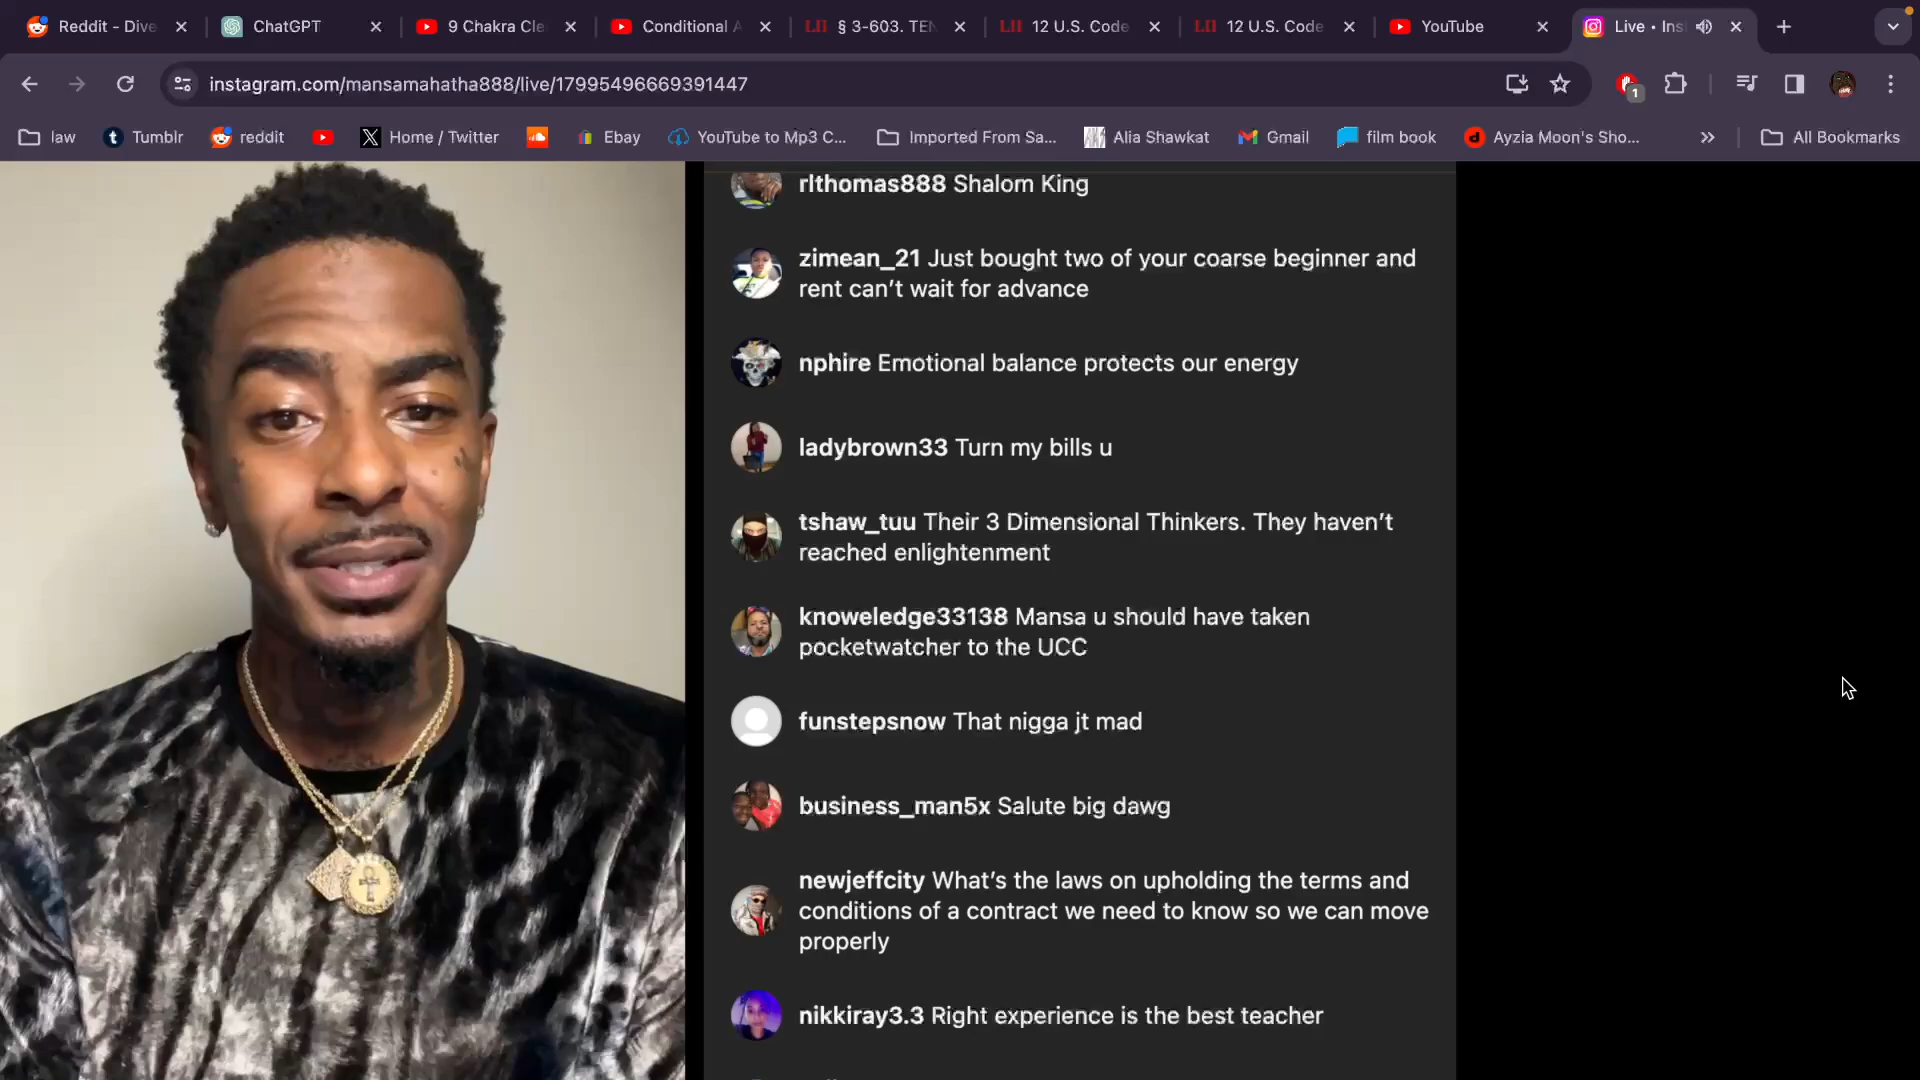 Reddit - Dive
ChatGPT
9 Chakra Cle
Conditional A
LII § 3-603. TEN
LII 12 U.S. Code
LII 12 U.S. Code
YouTube
Live • Ins
instagram.com/mansamahatha888/live/17995496669391447
1
law
Tumblr
reddit
Home / Twitter
Ebay
YouTube to Mp3 C...
Imported From Sa...
Alia Shawkat
Gmail
film book
Ayzia Moon's Sho...
All Bookmarks
rlthomas888 Shalom King
zimean_21 Just bought two of your coarse beginner and
rent can't wait for advance
nphire Emotional balance protects our energy
ladybrown33 Turn my bills u
tshaw_tuu Their 3 Dimensional Thinkers. They haven't
reached enlightenment
knoweledge33138 Mansa u should have taken
pocketwatcher to the UCC
funstepsnow That nigga jt mad
business_man5x Salute big dawg
newjeffcity What's the laws on upholding the terms and
conditions of a contract we need to know so we can move
properly
nikkiray3.3 Right experience is the best teacher